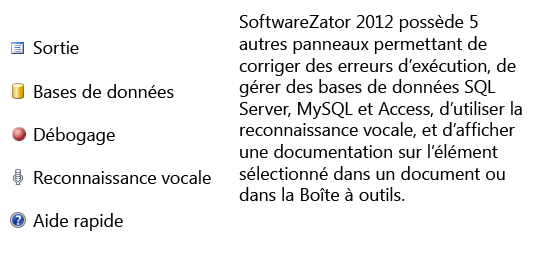 Sortie
Bases de données
Débogage
Reconnaissance vocale
Aide rapide
SoftwareZator 2012 possède 5
autres panneaux permettant de
corriger des erreurs d'exécution, de
gérer des bases de données SQL
Server, MySQL et Access, d'utiliser la
reconnaissance vocale, et d'afficher
une documentation sur l'élément
sélectionné dans un document ou
dans la Boîte à outils.